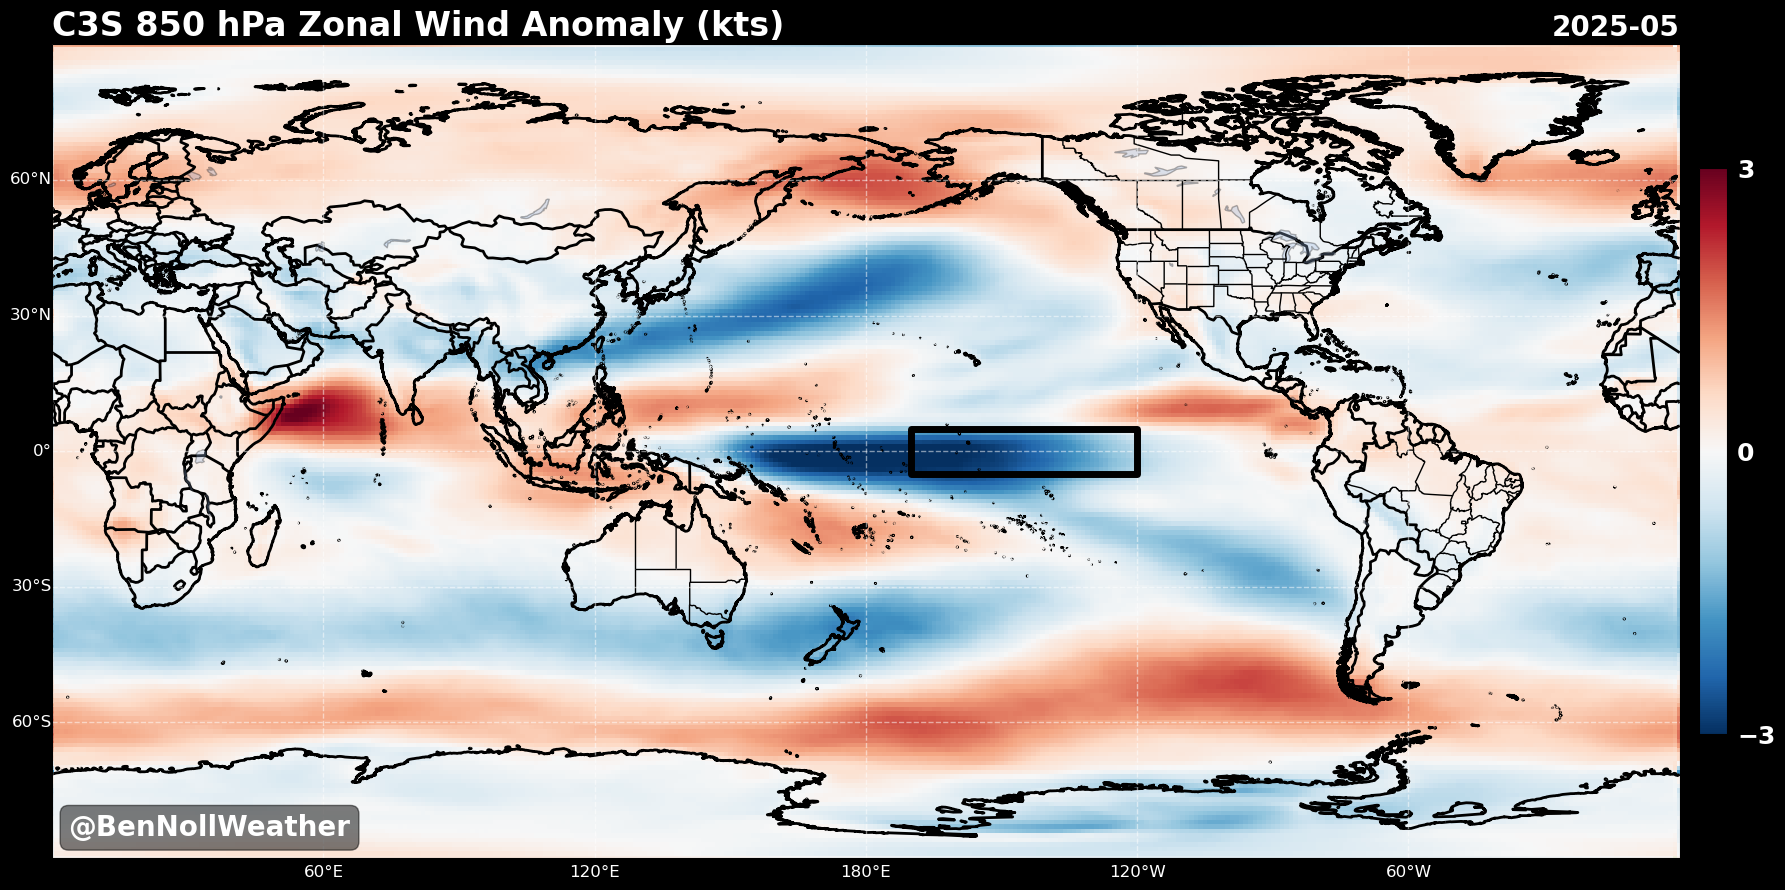 C3S 850 hPa Zonal Wind Anomaly (kts)
2025-05
60°N
30°N
0°
30°S
60°S
60°E
120°E
180°E
120°W
60°W
3
0
−3
@BenNollWeather